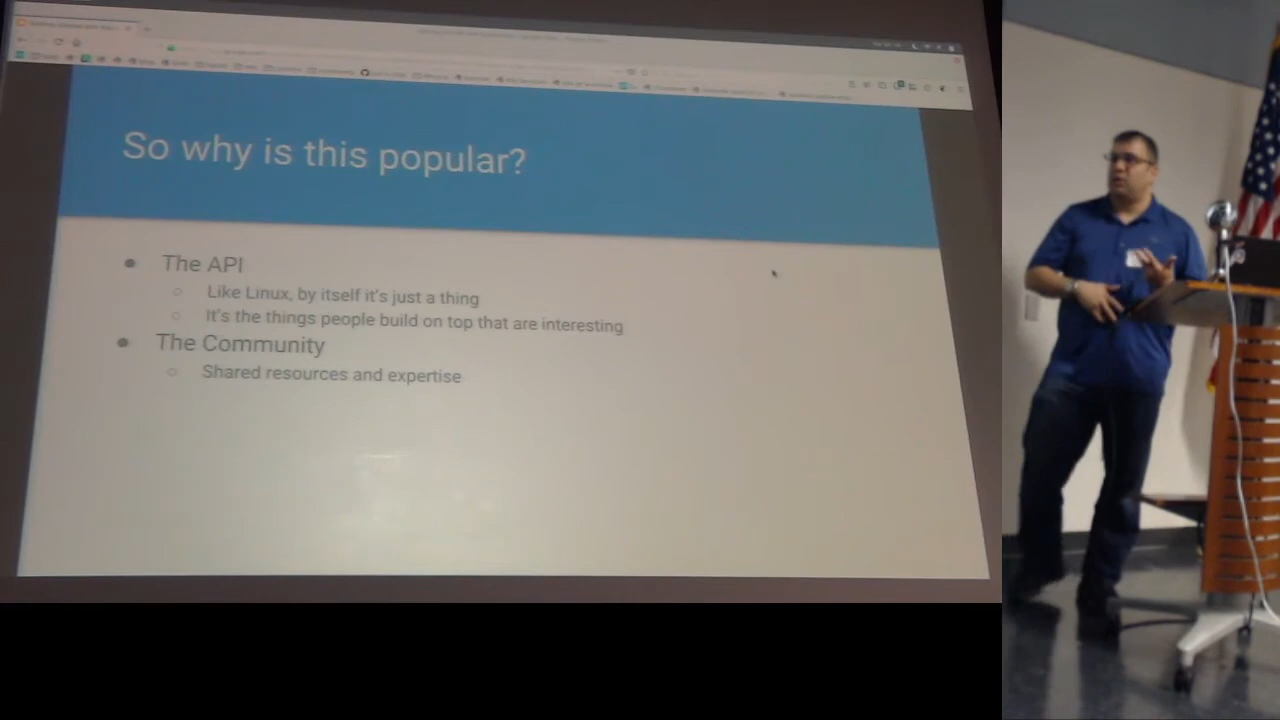 So why is this popular?
The API
Like Linux, by itself it's just a thing
It's the things people build on top that are interesting
The Community
Shared resources and expertise